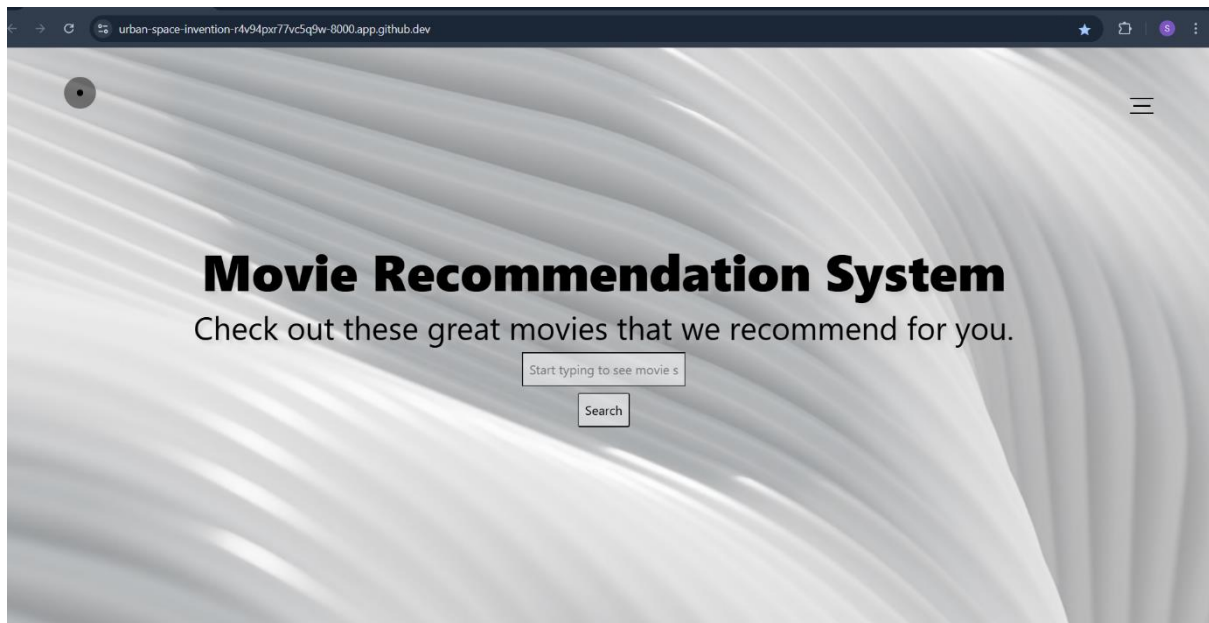 urban-space-invention-r4v94pxr77vc5q9w-8000.app.github.dev
S
Movie Recommendation System
Check out these great movies that we recommend for you.
Start typing to see movie s
Search